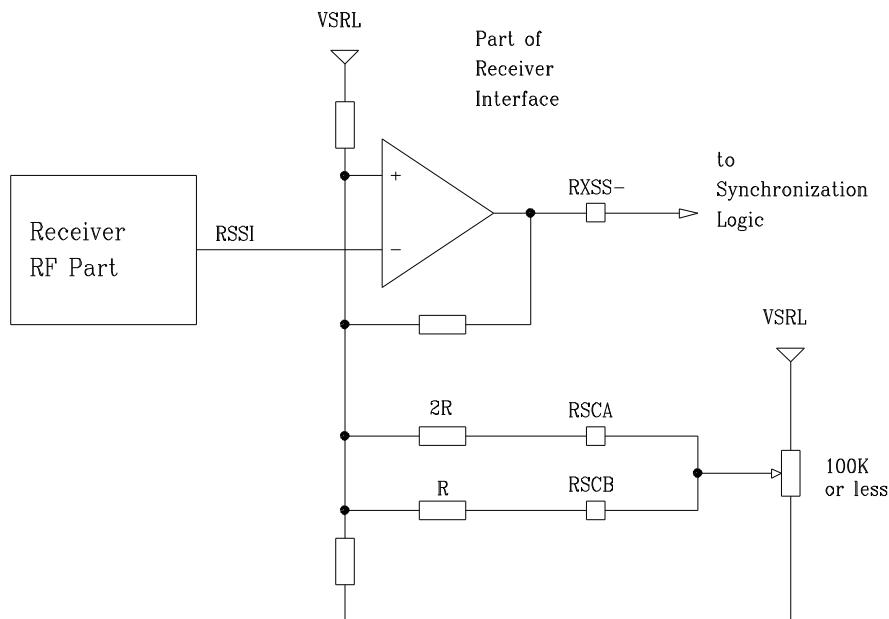 VSRL
Part of
Receiver
Interface
+
to
Synchronization
Logic
RXSS-
Receiver
RF Part
RSSI
−
VSRL
2R
RSCA
100K
or less
R
RSCB